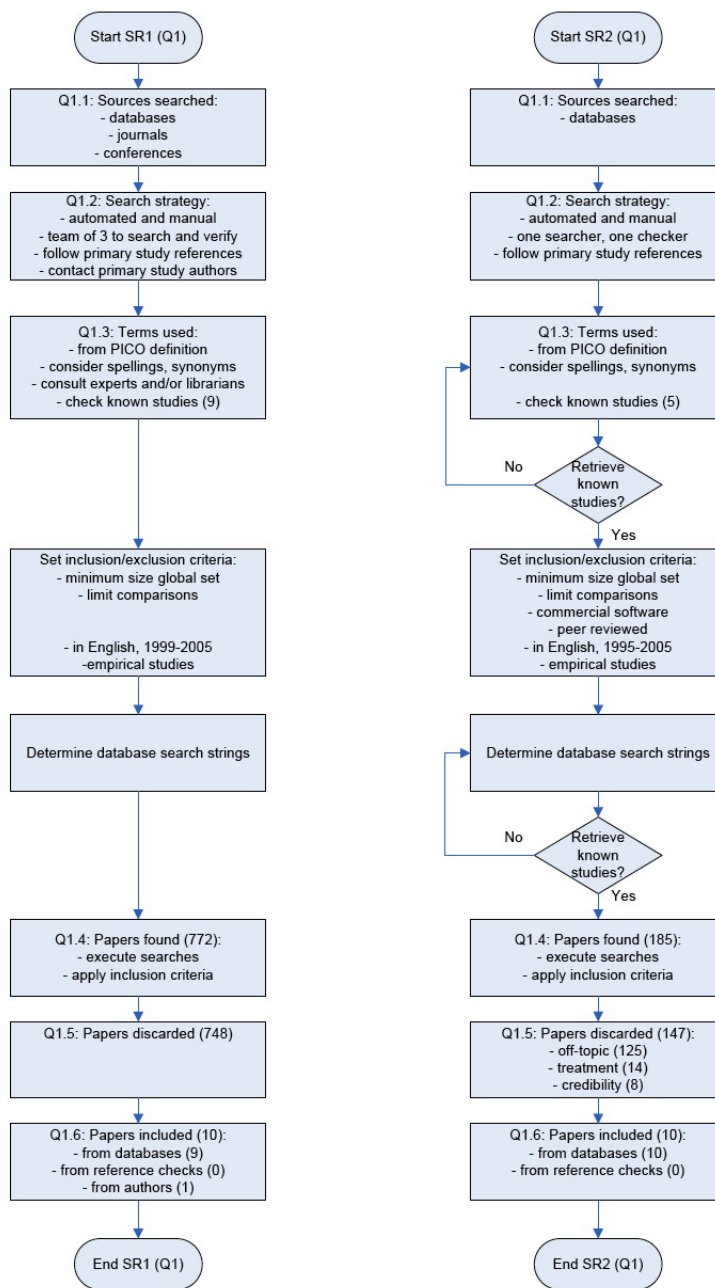 Start SR1 (Q1)
Q1.1: Sources searched:
- databases
- journals
- conferences
Q1.2: Search strategy:
- automated and manual
- team of 3 to search and verify
- follow primary study references
- contact primary study authors
Q1.3: Terms used:
- from PICO definition
- consider spellings, synonyms
- consult experts and/or librarians
- check known studies (9)
Set inclusion/exclusion criteria:
- minimum size global set
- limit comparisons
- in English, 1999-2005
-empirical studies
Determine database search strings
Q1.4: Papers found (772):
- execute searches
- apply inclusion criteria
Q1.5: Papers discarded (748)
Q1.6: Papers included (10):
- from databases (9)
- from reference checks (0)
- from authors (1)
End SR1 (Q1)
Start SR2 (Q1)
Q1.1: Sources searched:
- databases
Q1.2: Search strategy:
- automated and manual
- one searcher, one checker
- follow primary study references
Q1.3: Terms used:
- from PICO definition
- consider spellings, synonyms
- check known studies (5)
No
Retrieve
known
studies?
Yes
Set inclusion/exclusion criteria:
- minimum size global set
- limit comparisons
- commercial software
- peer reviewed
- in English, 1995-2005
- empirical studies
Determine database search strings
No
Retrieve
known
studies?
Yes
Q1.4: Papers found (185):
- execute searches
- apply inclusion criteria
Q1.5: Papers discarded (147):
- off-topic (125)
- treatment (14)
- credibility (8)
Q1.6: Papers included (10):
- from databases (10)
- from reference checks (0)
End SR2 (Q1)